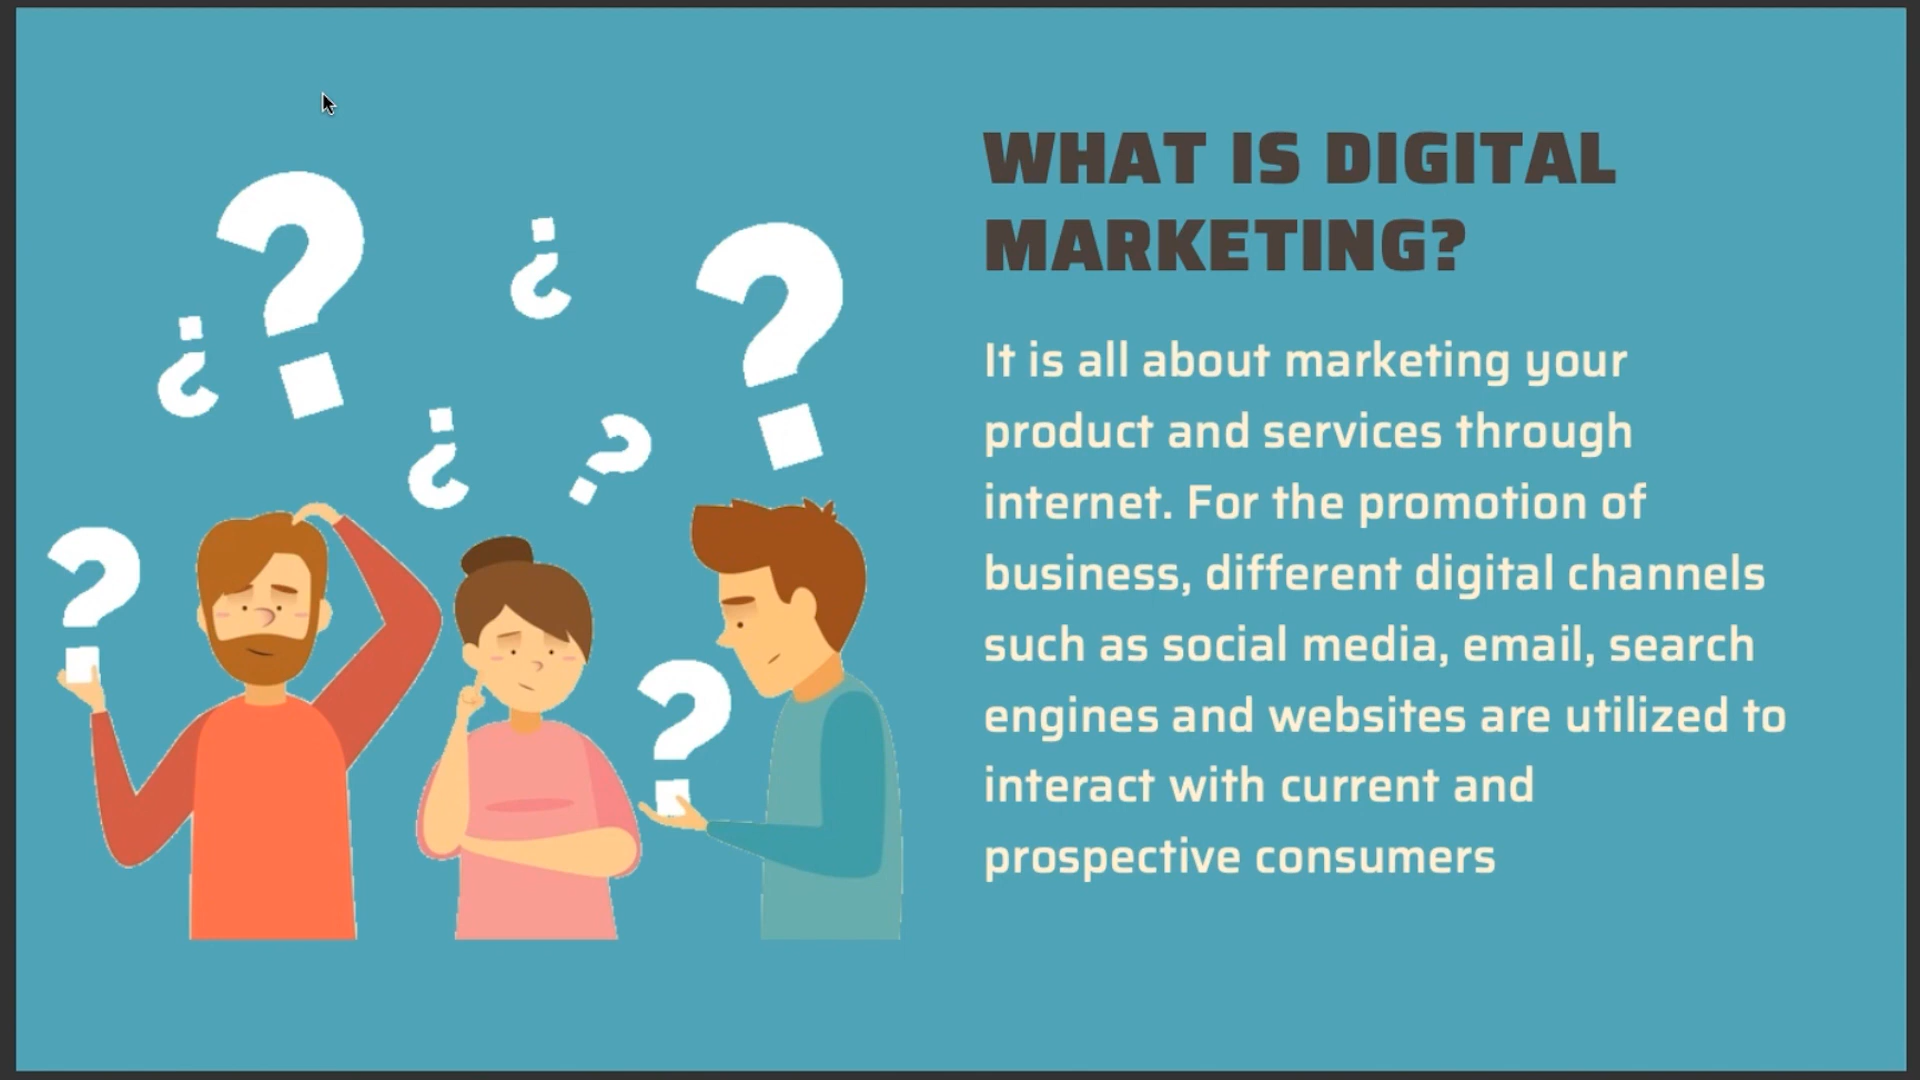 WHAT IS DIGITAL
MARKETING?
It is all about marketing your
product and services through
internet. For the promotion of
business, different digital channels
such as social media, email, search
engines and websites are utilized to
interact with current and
prospective consumers